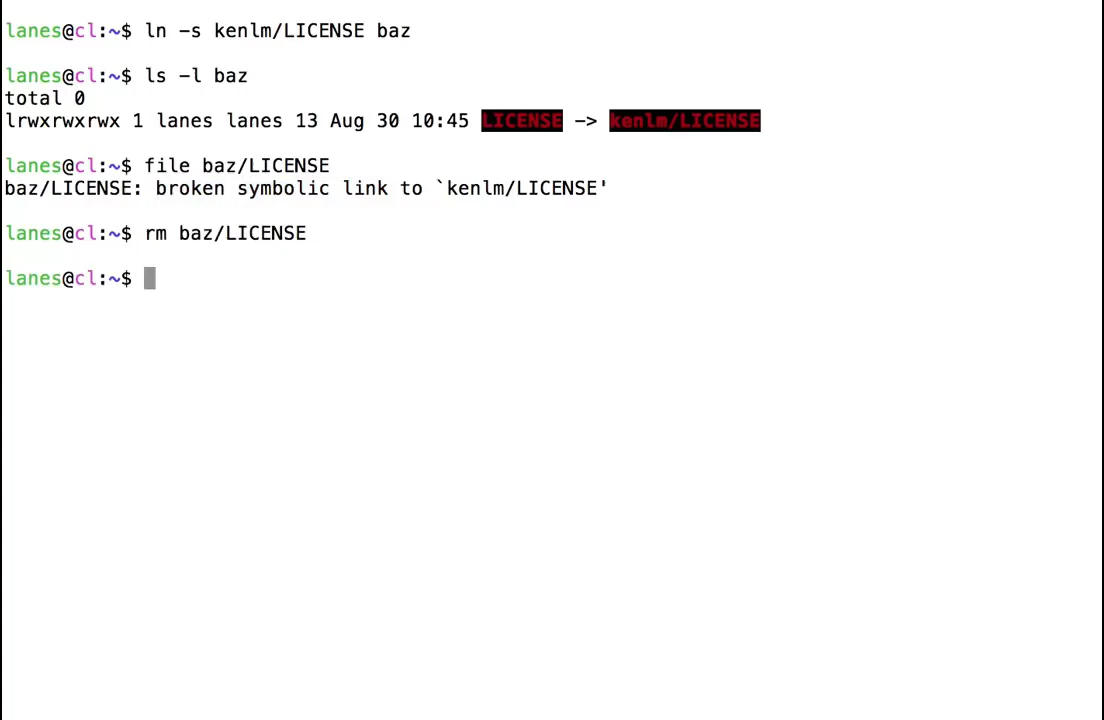 lanes@cl:~$ ln -s kenlm/LICENSE baz
lanes@cl:~$ ls -l baz
total 0
lrwxrwxrwx 1 lanes lanes 13 Aug 30 10:45 LICENSE -> kenlm/LICENSE
lanes@cl:~$ file baz/LICENSE
baz/LICENSE: broken symbolic link to `kenlm/LICENSE'
lanes@cl:~$ rm baz/LICENSE
lanes@cl:~$